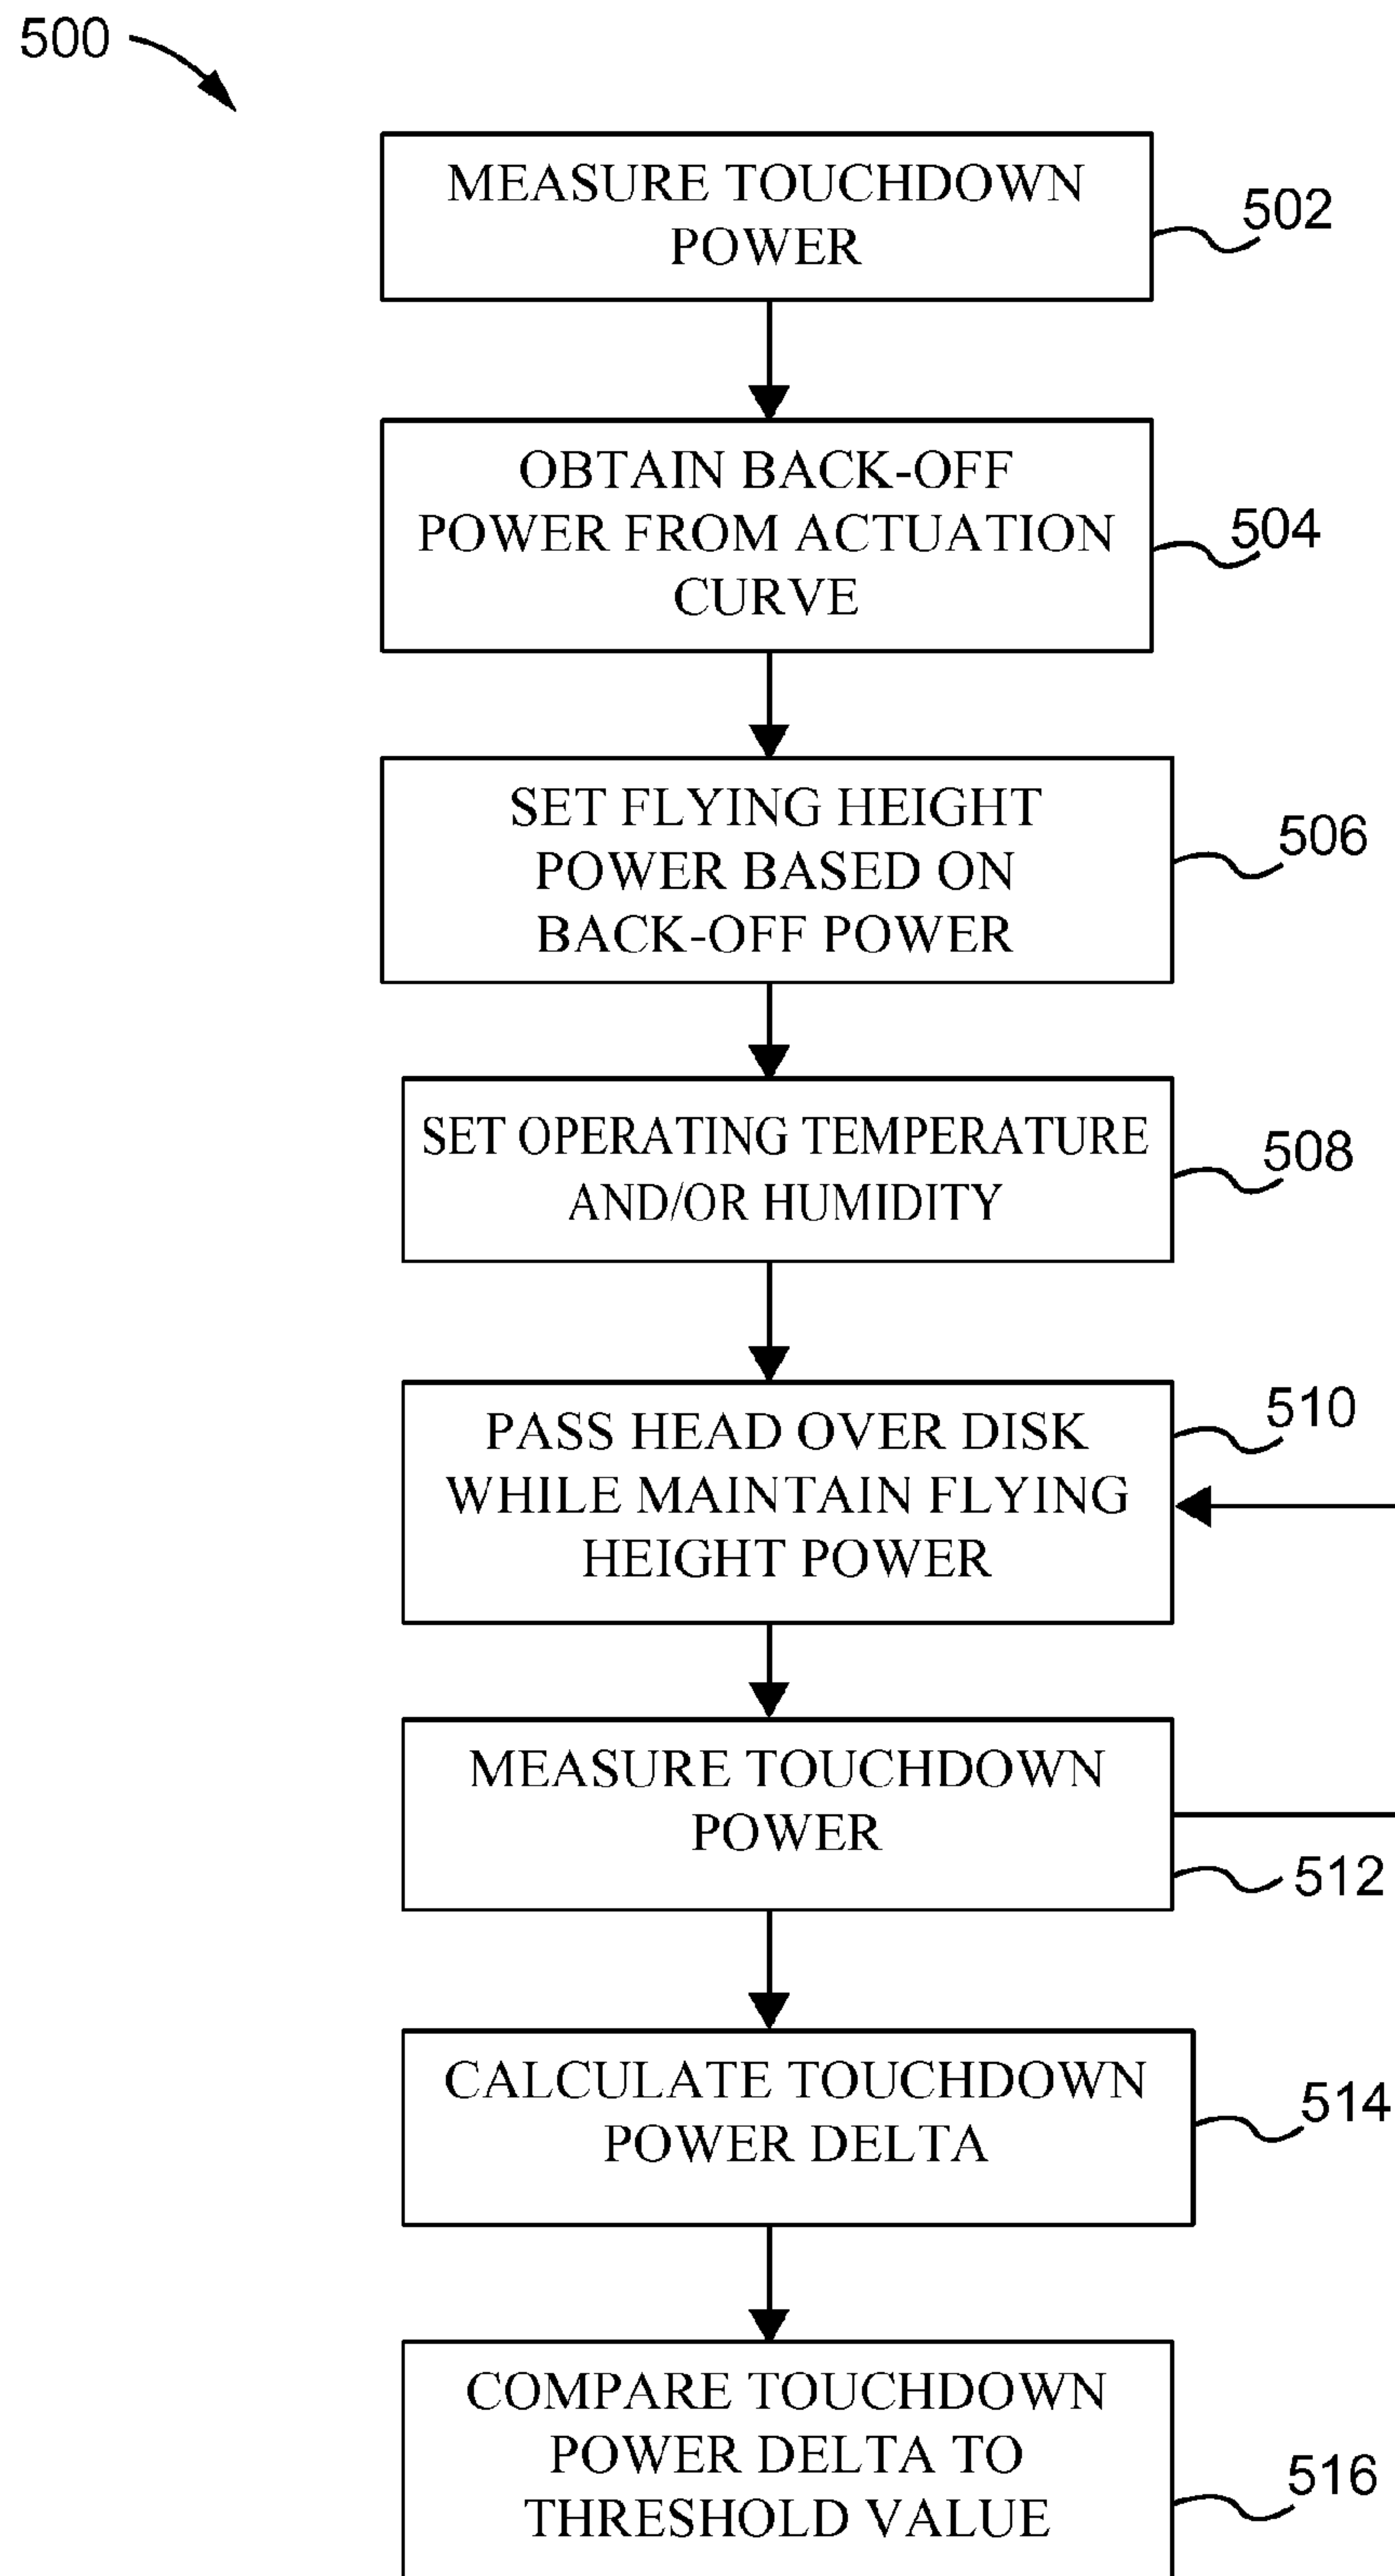 500
MEASURE TOUCHDOWN
POWER
502
OBTAIN BACK-OFF
POWER FROM ACTUATION
CURVE
504
SET FLYING HEIGHT
POWER BASED ON
BACK-OFF POWER
506
SET OPERATING TEMPERATURE
AND/OR HUMIDITY
508
PASS HEAD OVER DISK
WHILE MAINTAIN FLYING
HEIGHT POWER
510
MEASURE TOUCHDOWN
POWER
512
CALCULATE TOUCHDOWN
POWER DELTA
514
COMPARE TOUCHDOWN
POWER DELTA TO
THRESHOLD VALUE
516